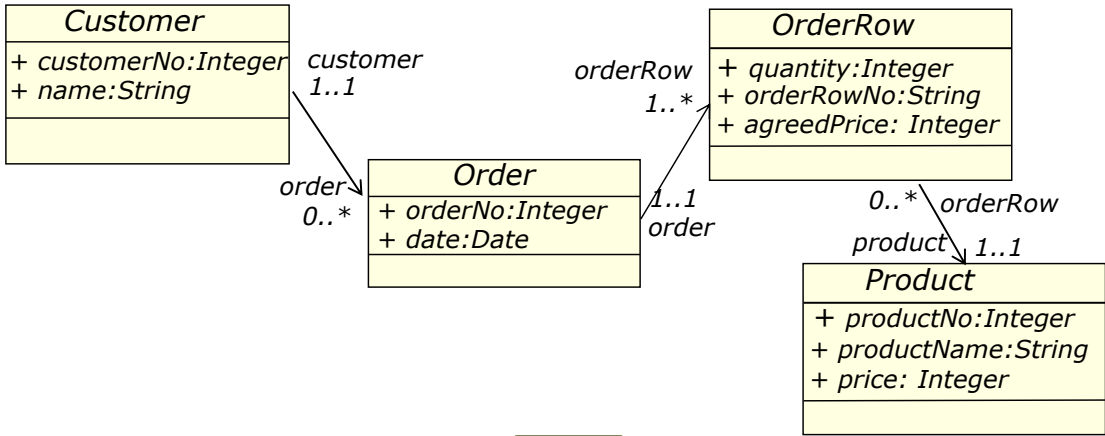 Customer
+ customerNo:Integer
+ name:String
customer
1..1
order
0..*
Order
+ orderNo:Integer
+ date:Date
orderRow
1..*
1..1
order
OrderRow
+ quantity:Integer
+ orderRowNo:String
+ agreedPrice: Integer
0..* orderRow
product 1..1
Product
+ productNo:Integer
+ productName:String
+ price: Integer